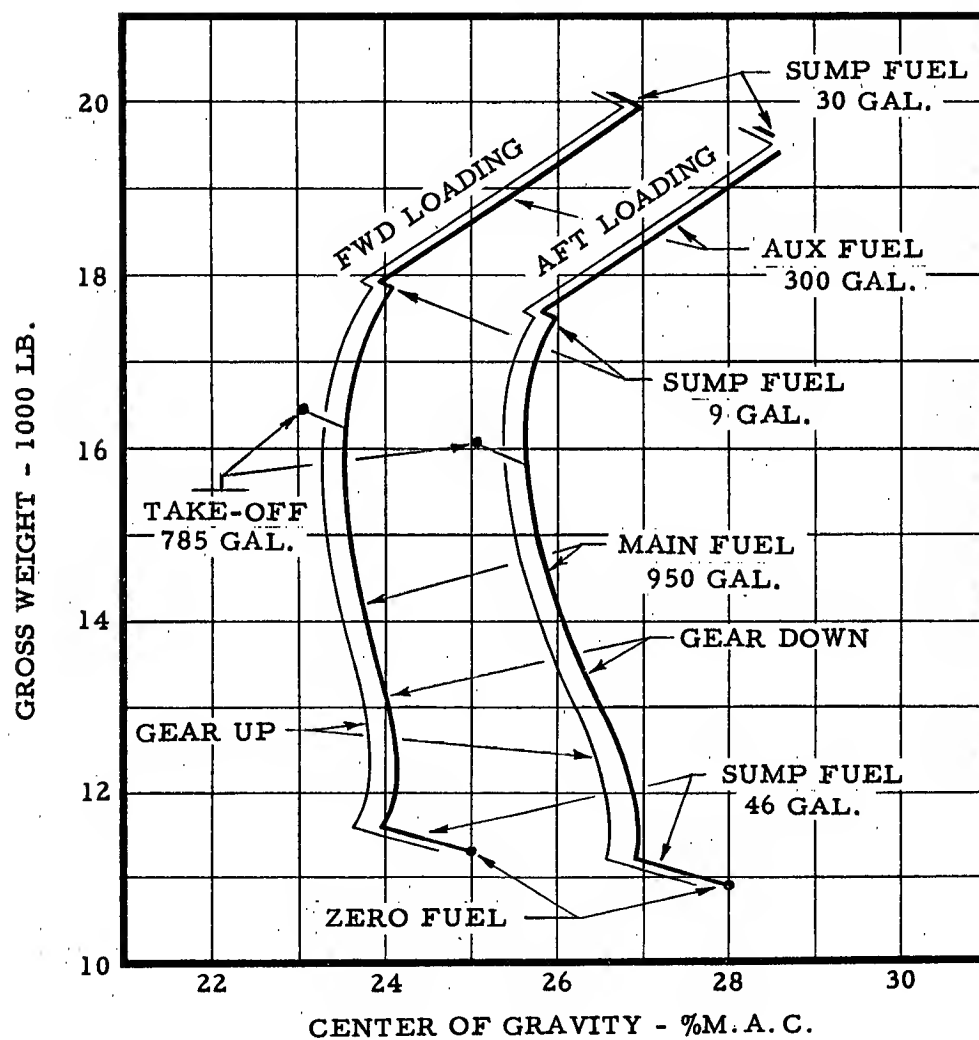 SUMP FUEL
30 GAL.
20
FWD LOADING
AFT LOADING
AUX FUEL
300 GAL.
18
SUMP FUEL
9 GAL.
16
TAKE-OFF
785 GAL.
MAIN FUEL
950 GAL.
14
GEAR DOWN
GEAR UP
SUMP FUEL
46 GAL.
12
ZERO FUEL
10
22 24 26 28 30
CENTER OF GRAVITY - %M.A.C.
GROSS WEIGHT - 1000 LB.